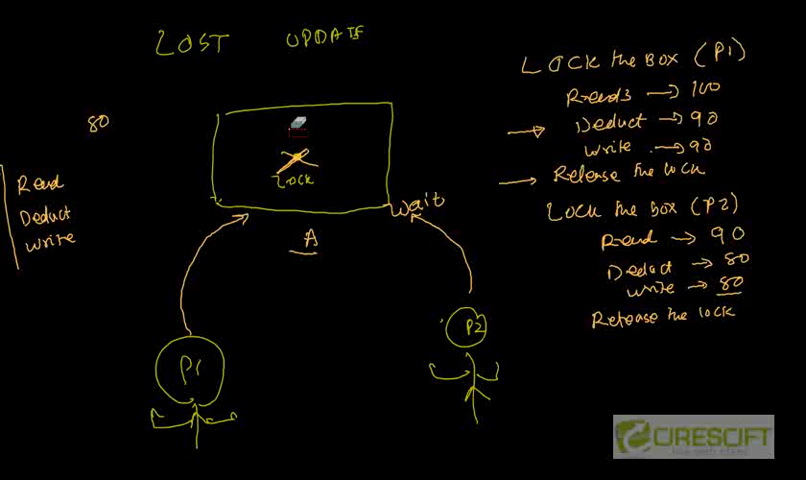 LOST UPDATE
80
Read
Deduct
Write
Lock
Wait
A
P1
P2
LOCK the box (P1)
Reads → 100
Deduct → 90
write → 90
Release the lock
LOCK the box (P2)
Read → 90
Deduct → 80
write → 80
Release the lock
CIRESCIFT